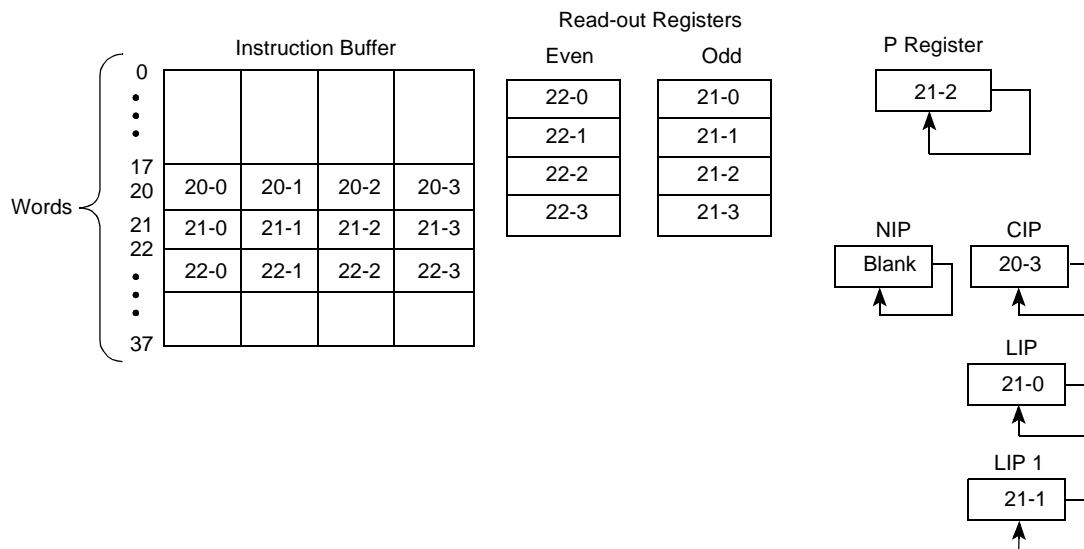 Read-out Registers
Instruction Buffer
Even Odd
P Register
Words
0
17
20
21
22
37
20-0 20-1 20-2 20-3
21-0 21-1 21-2 21-3
22-0 22-1 22-2 22-3
22-0 21-0
22-1 21-1
22-2 21-2
22-3 21-3
21-2
NIP CIP
Blank 20-3
LIP
21-0
LIP 1
21-1